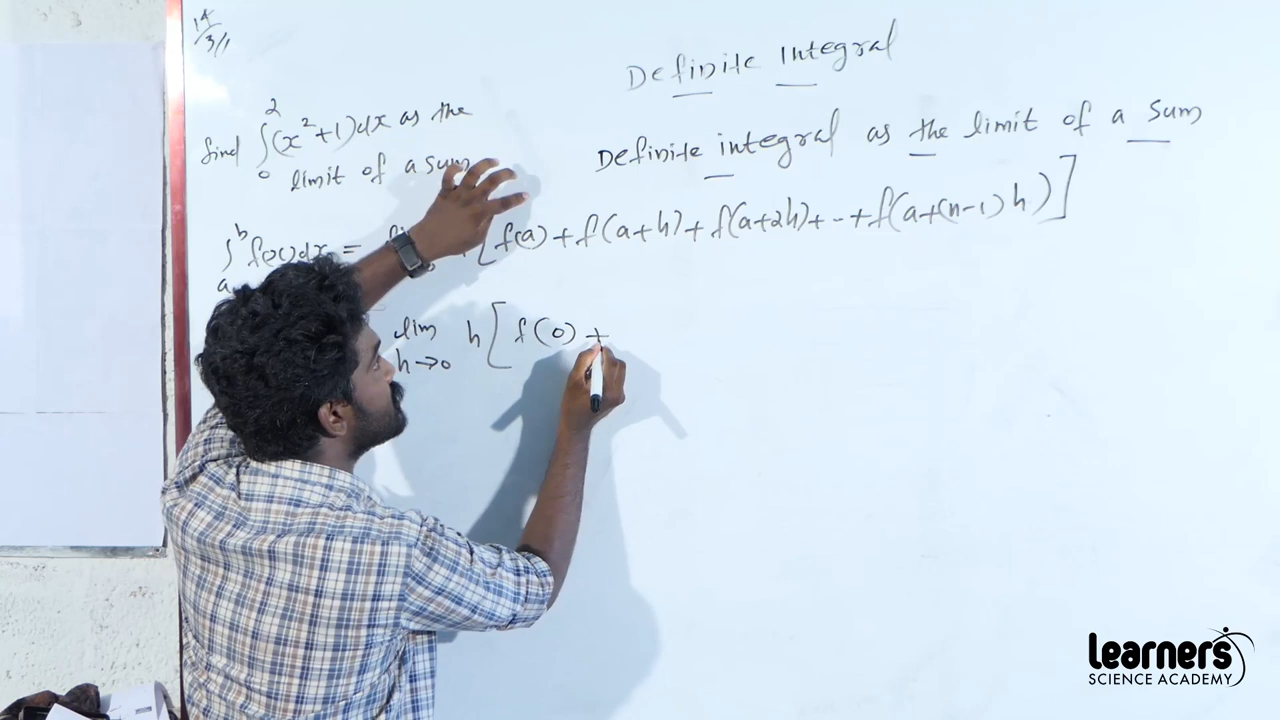 14
3/1
Definite Integral
find ∫₀² (x²+1)dx as the
limit of a sum
Definite integral as the limit of a sum
∫ₐᵇ f(x)dx = [f(a)+f(a+h)+f(a+2h)+--+f(a+(n-1)h)]
lim h→0 h[f(0)+
Learners
SCIENCE ACADEMY